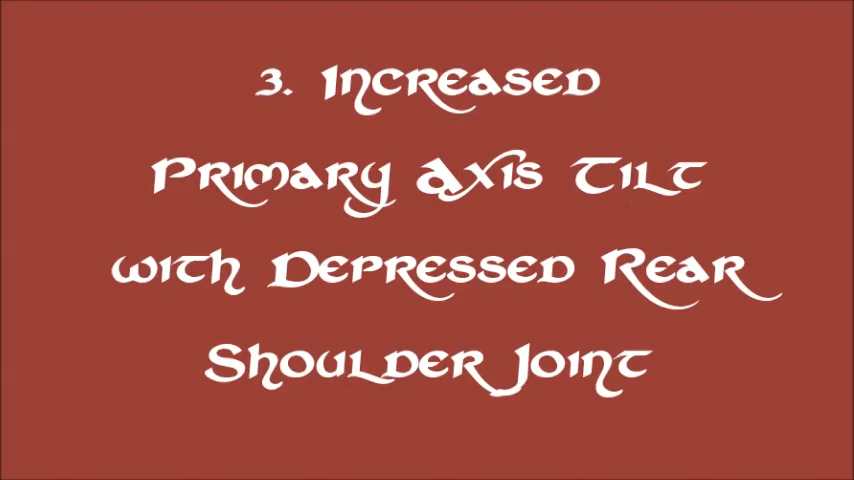 3. Increased
Primary Axis Tilt
with Depressed Rear
Shoulder Joint